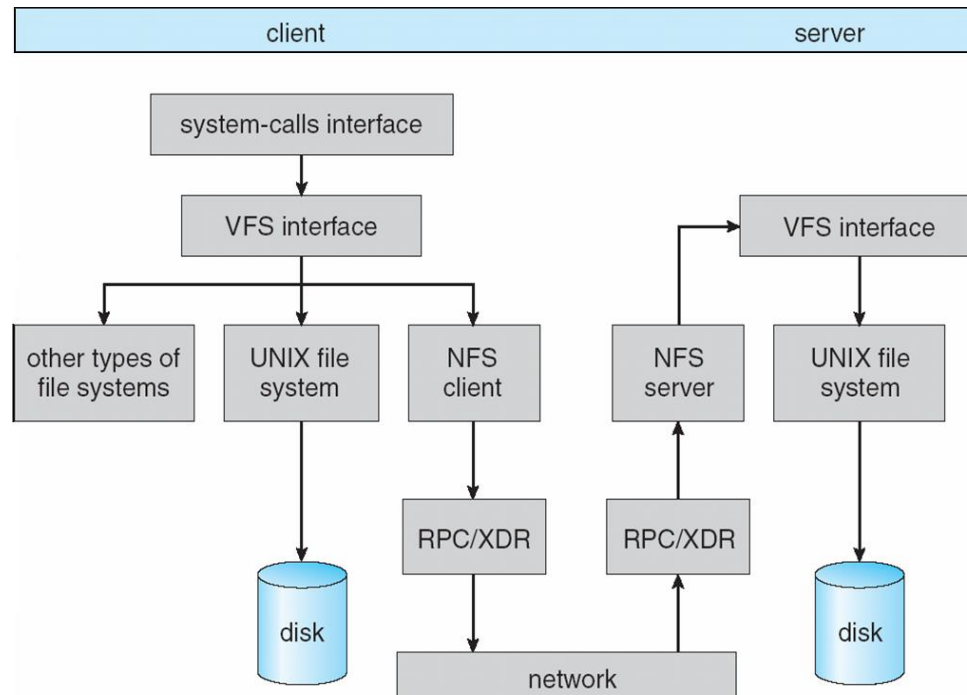 client
server
system-calls interface
VFS interface
VFS interface
other types of
file systems
UNIX file
system
NFS
client
NFS
server
UNIX file
system
RPC/XDR
RPC/XDR
disk
disk
network